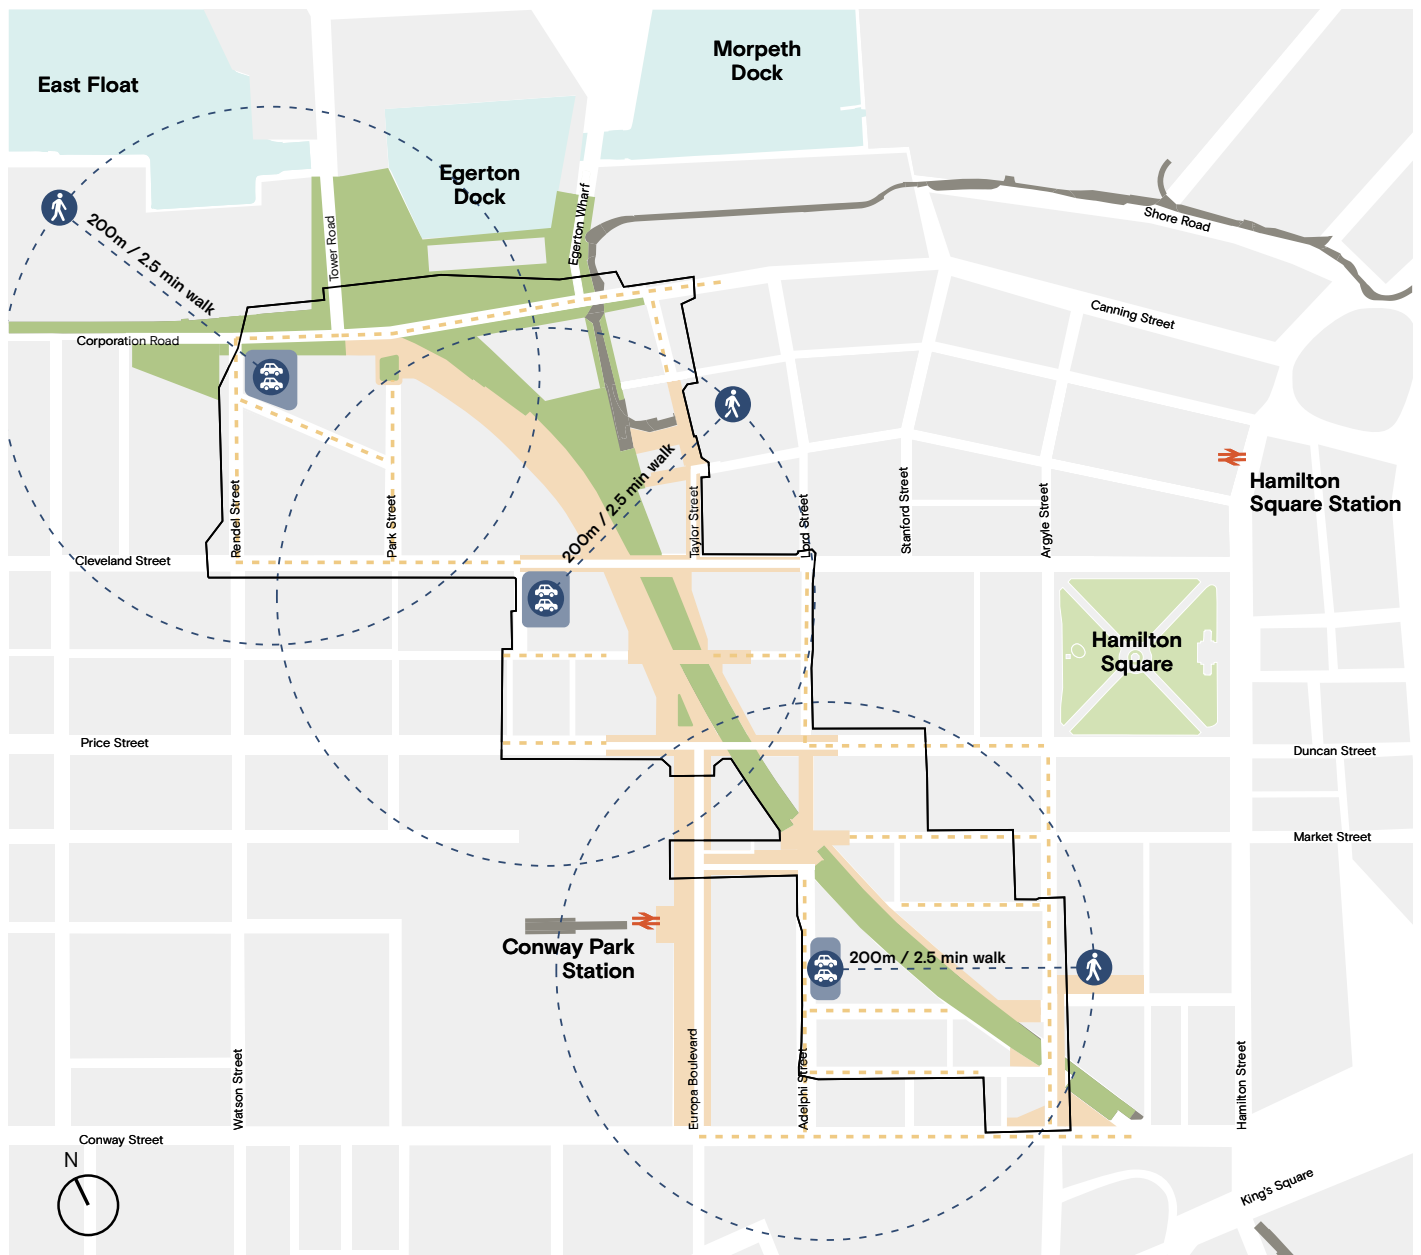 East Float
Morpeth
Dock
Egerton
Dock
Egerton Wharf
Tower Road
200m / 2.5 min walk
Shore Road
Canning Street
Corporation Road
Hamilton
Square Station
200m / 2.5 min walk
Rendel Street
Park Street
Taylor Street
Lord Street
Stanford Street
Argyle Street
Cleveland Street
Hamilton
Square
Price Street
Duncan Street
Market Street
Conway Park
Station
200m / 2.5 min walk
Watson Street
Europa Boulevard
Adelphi Street
Hamilton Street
Conway Street
N
King's Square